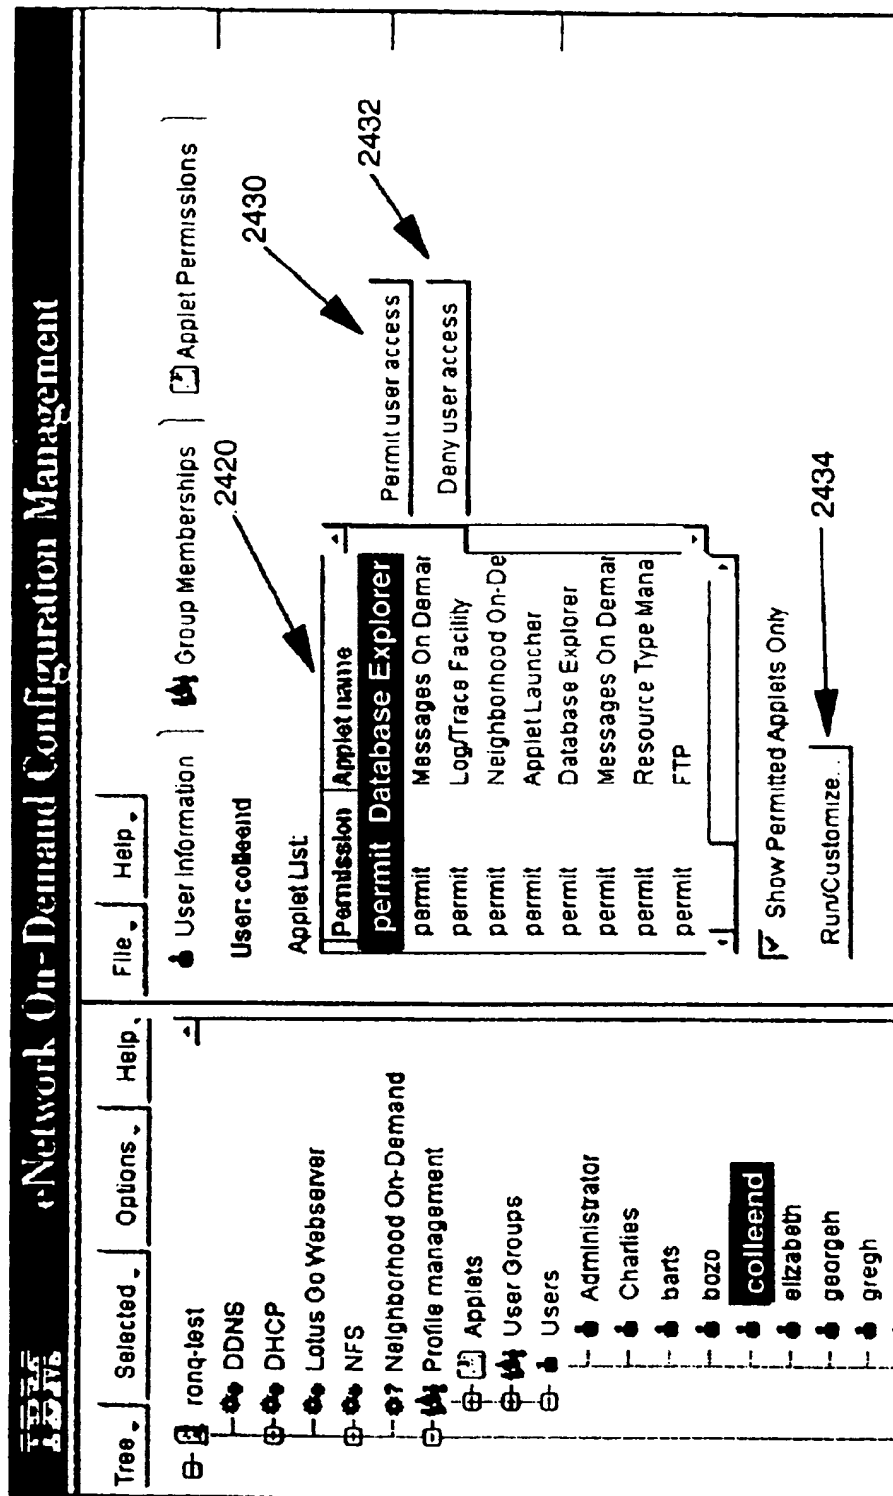 IBM eNetwork On-Demand Configuration Management
Tree Selected Options Help
ronq-test
DDNS
DHCP
Lotus Go Webserver
NFS
Neighborhood On-Demand
Profile management
Applets
User Groups
Users
Administrator
Charlies
barts
bozo
colleend
elizabeth
georgeh
gregh
File Help
User Information Group Memberships Applet Permissions
User: colleend
Applet List:
Permission Applet name
permit Database Explorer
permit Messages On Demar
permit Log/Trace Facility
permit Neighborhood On-De
permit Applet Launcher
permit Database Explorer
permit Messages On Demar
permit Resource Type Mana
permit FTP
Permit user access
Deny user access
Show Permitted Applets Only
Run/Customize...
2420
2430
2432
2434